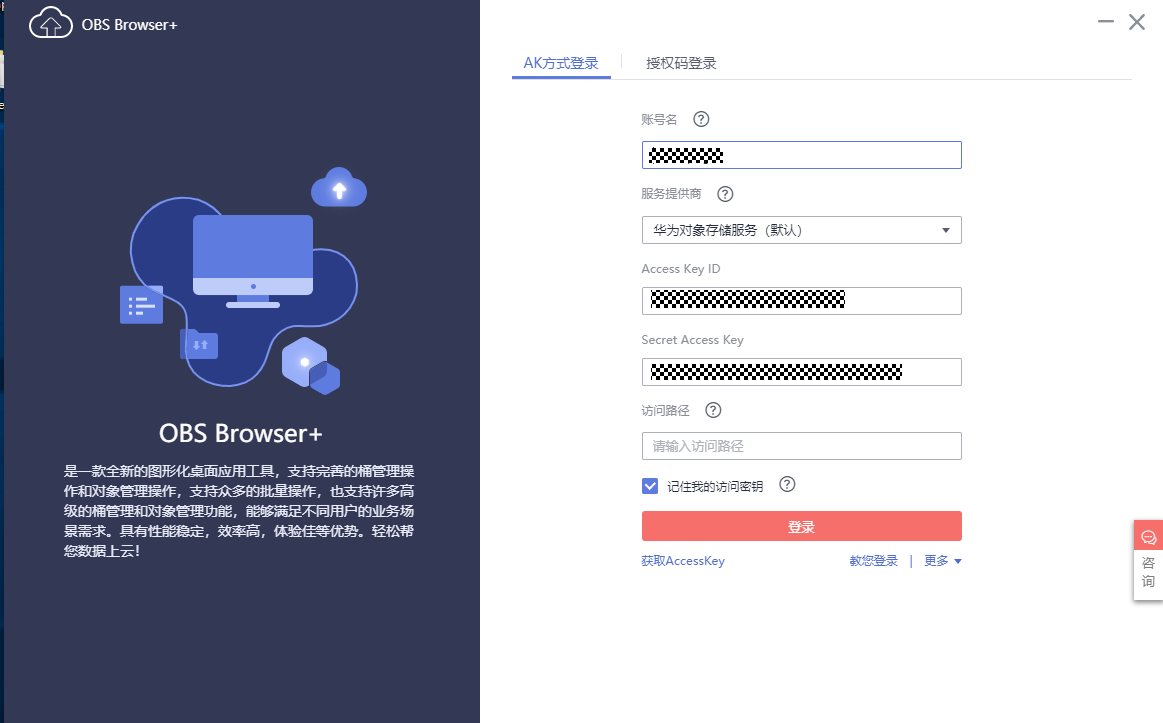 OBS Browser+
AK方式登录
授权码登录
账号名
服务提供商
华为对象存储服务（默认）
Access Key ID
Secret Access Key
访问路径
请输入访问路径
记住我的访问密钥
登录
获取AccessKey
教您登录 | 更多
咨
询
OBS Browser+
是一款全新的图形化桌面应用工具，支持完善的桶管理操
作和对象管理操作，支持众多的批量操作，也支持许多高
级的桶管理和对象管理功能，能够满足不同用户的业务场
景需求。具有性能稳定，效率高，体验佳等优势。轻松帮
您数据上云！